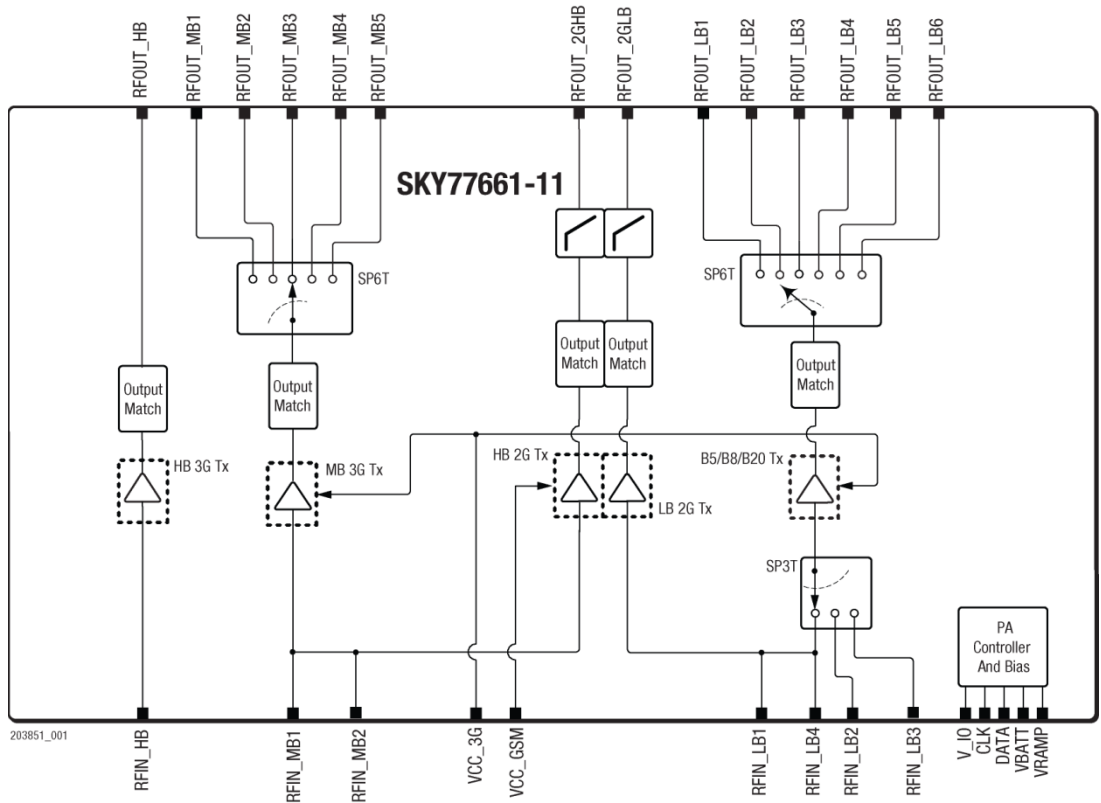 RFOUT_HB
RFOUT_MB1
RFOUT_MB2
RFOUT_MB3
RFOUT_MB4
RFOUT_MB5
RFOUT_2GHB
RFOUT_2GLB
RFOUT_LB1
RFOUT_LB2
RFOUT_LB3
RFOUT_LB4
RFOUT_LB5
RFOUT_LB6
SKY77661-11
SP6T
SP6T
Output
Match
Output
Match
Output
Match
Output
Match
Output
Match
HB 3G Tx
MB 3G Tx
HB 2G Tx
LB 2G Tx
B5/B8/B20 Tx
SP3T
PA
Controller
And Bias
203851_001
RFIN_HB
RFIN_MB1
RFIN_MB2
VCC_3G
VCC_GSM
RFIN_LB1
RFIN_LB4
RFIN_LB2
RFIN_LB3
V_IO
CLK
DATA
VBATT
VRAMP